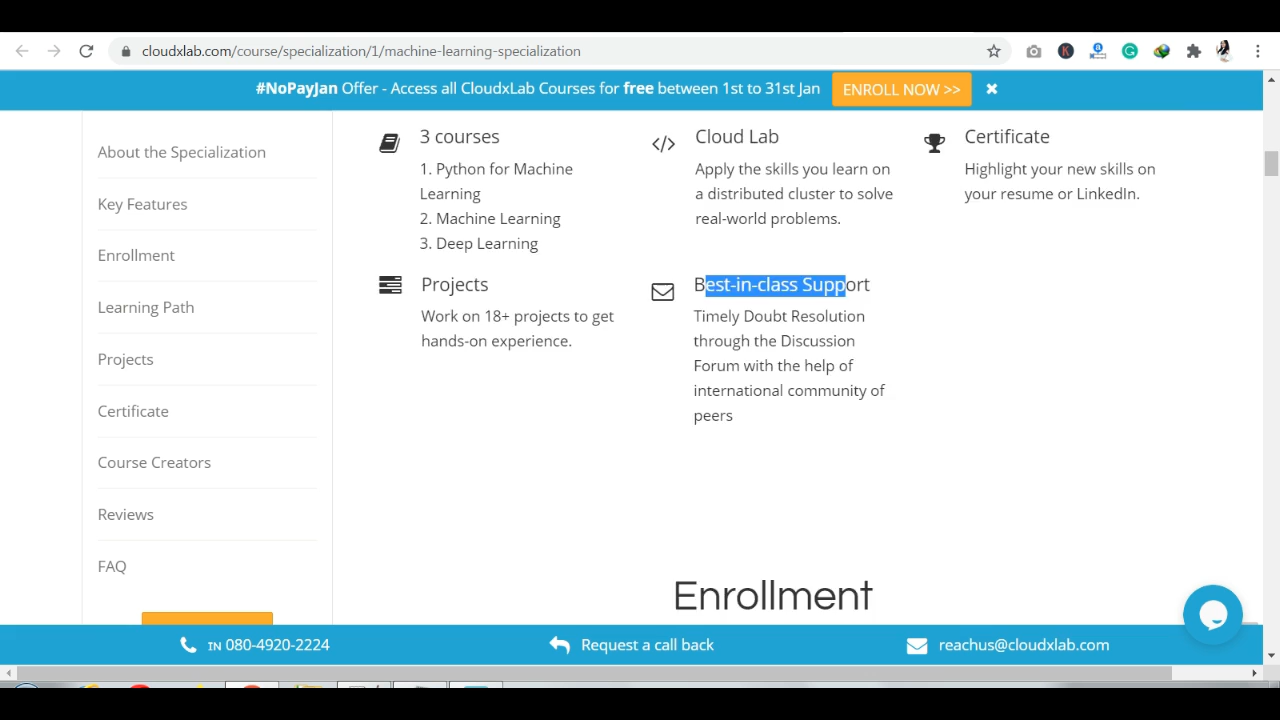 cloudxlab.com/course/specialization/1/machine-learning-specialization
#NoPayJan Offer - Access all CloudxLab Courses for free between 1st to 31st Jan
ENROLL NOW >>
About the Specialization
Key Features
Enrollment
Learning Path
Projects
Certificate
Course Creators
Reviews
FAQ
3 courses
1. Python for Machine
Learning
2. Machine Learning
3. Deep Learning
Cloud Lab
Apply the skills you learn on
a distributed cluster to solve
real-world problems.
Certificate
Highlight your new skills on
your resume or LinkedIn.
Projects
Work on 18+ projects to get
hands-on experience.
Best-in-class Support
Timely Doubt Resolution
through the Discussion
Forum with the help of
international community of
peers
Enrollment
IN 080-4920-2224
Request a call back
reachus@cloudxlab.com